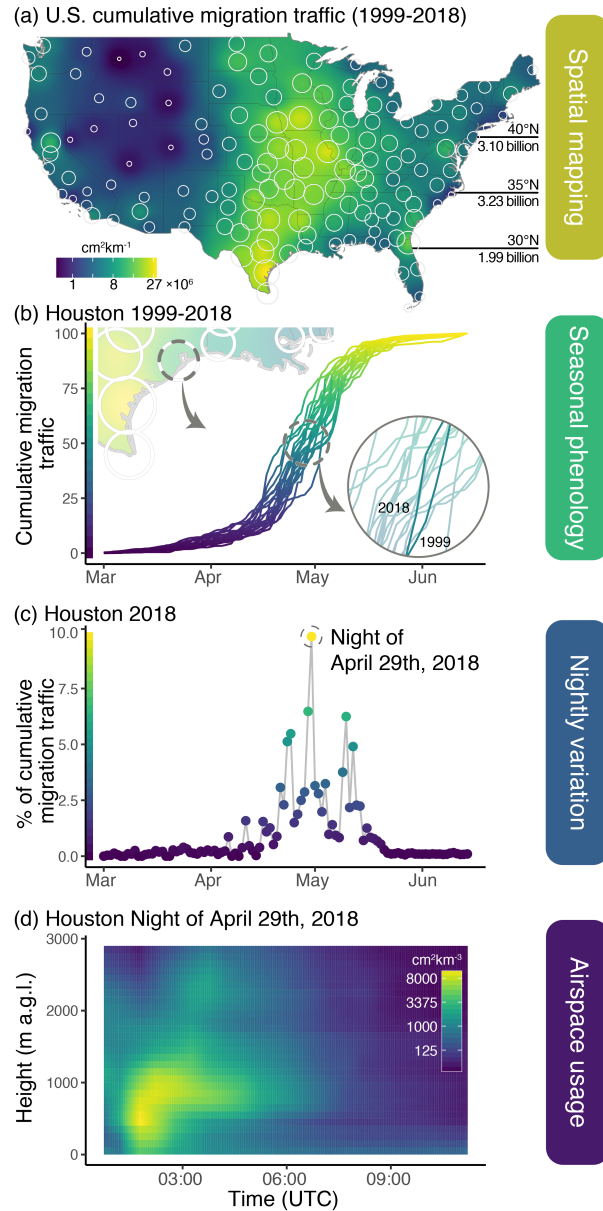 (a) U.S. cumulative migration traffic (1999-2018)
40°N
3.10 billion
35°N
3.23 billion
30°N
1.99 billion
cm²km⁻¹
1 8 27 ×10⁶
Spatial mapping
(b) Houston 1999-2018
Cumulative migration
traffic
100
75
50
25
0
2018
1999
Mar Apr May Jun
Seasonal phenology
(c) Houston 2018
% of cumulative
migration traffic
10.0
7.5
5.0
2.5
0.0
Night of
April 29th, 2018
Mar Apr May Jun
Nightly variation
(d) Houston Night of April 29th, 2018
Height (m a.g.l.)
3000
2000
1000
0
cm²km⁻³
8000
3375
1000
125
03:00 06:00 09:00
Time (UTC)
Airspace usage